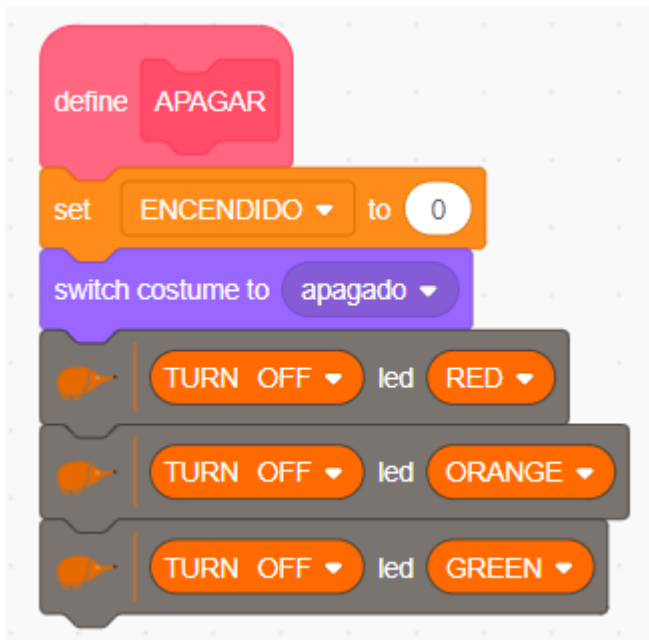 define APAGAR
set ENCENDIDO to 0
switch costume to apagado
TURN OFF led RED
TURN OFF led ORANGE
TURN OFF led GREEN